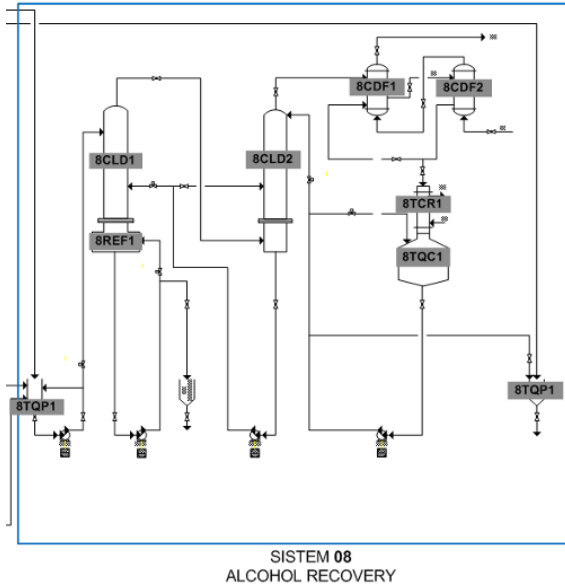 8CDF1
8CDF2
8CLD1
8CLD2
8TCR1
8REF1
8TQC1
8TQP1
8TQP1
SISTEM 08
ALCOHOL RECOVERY